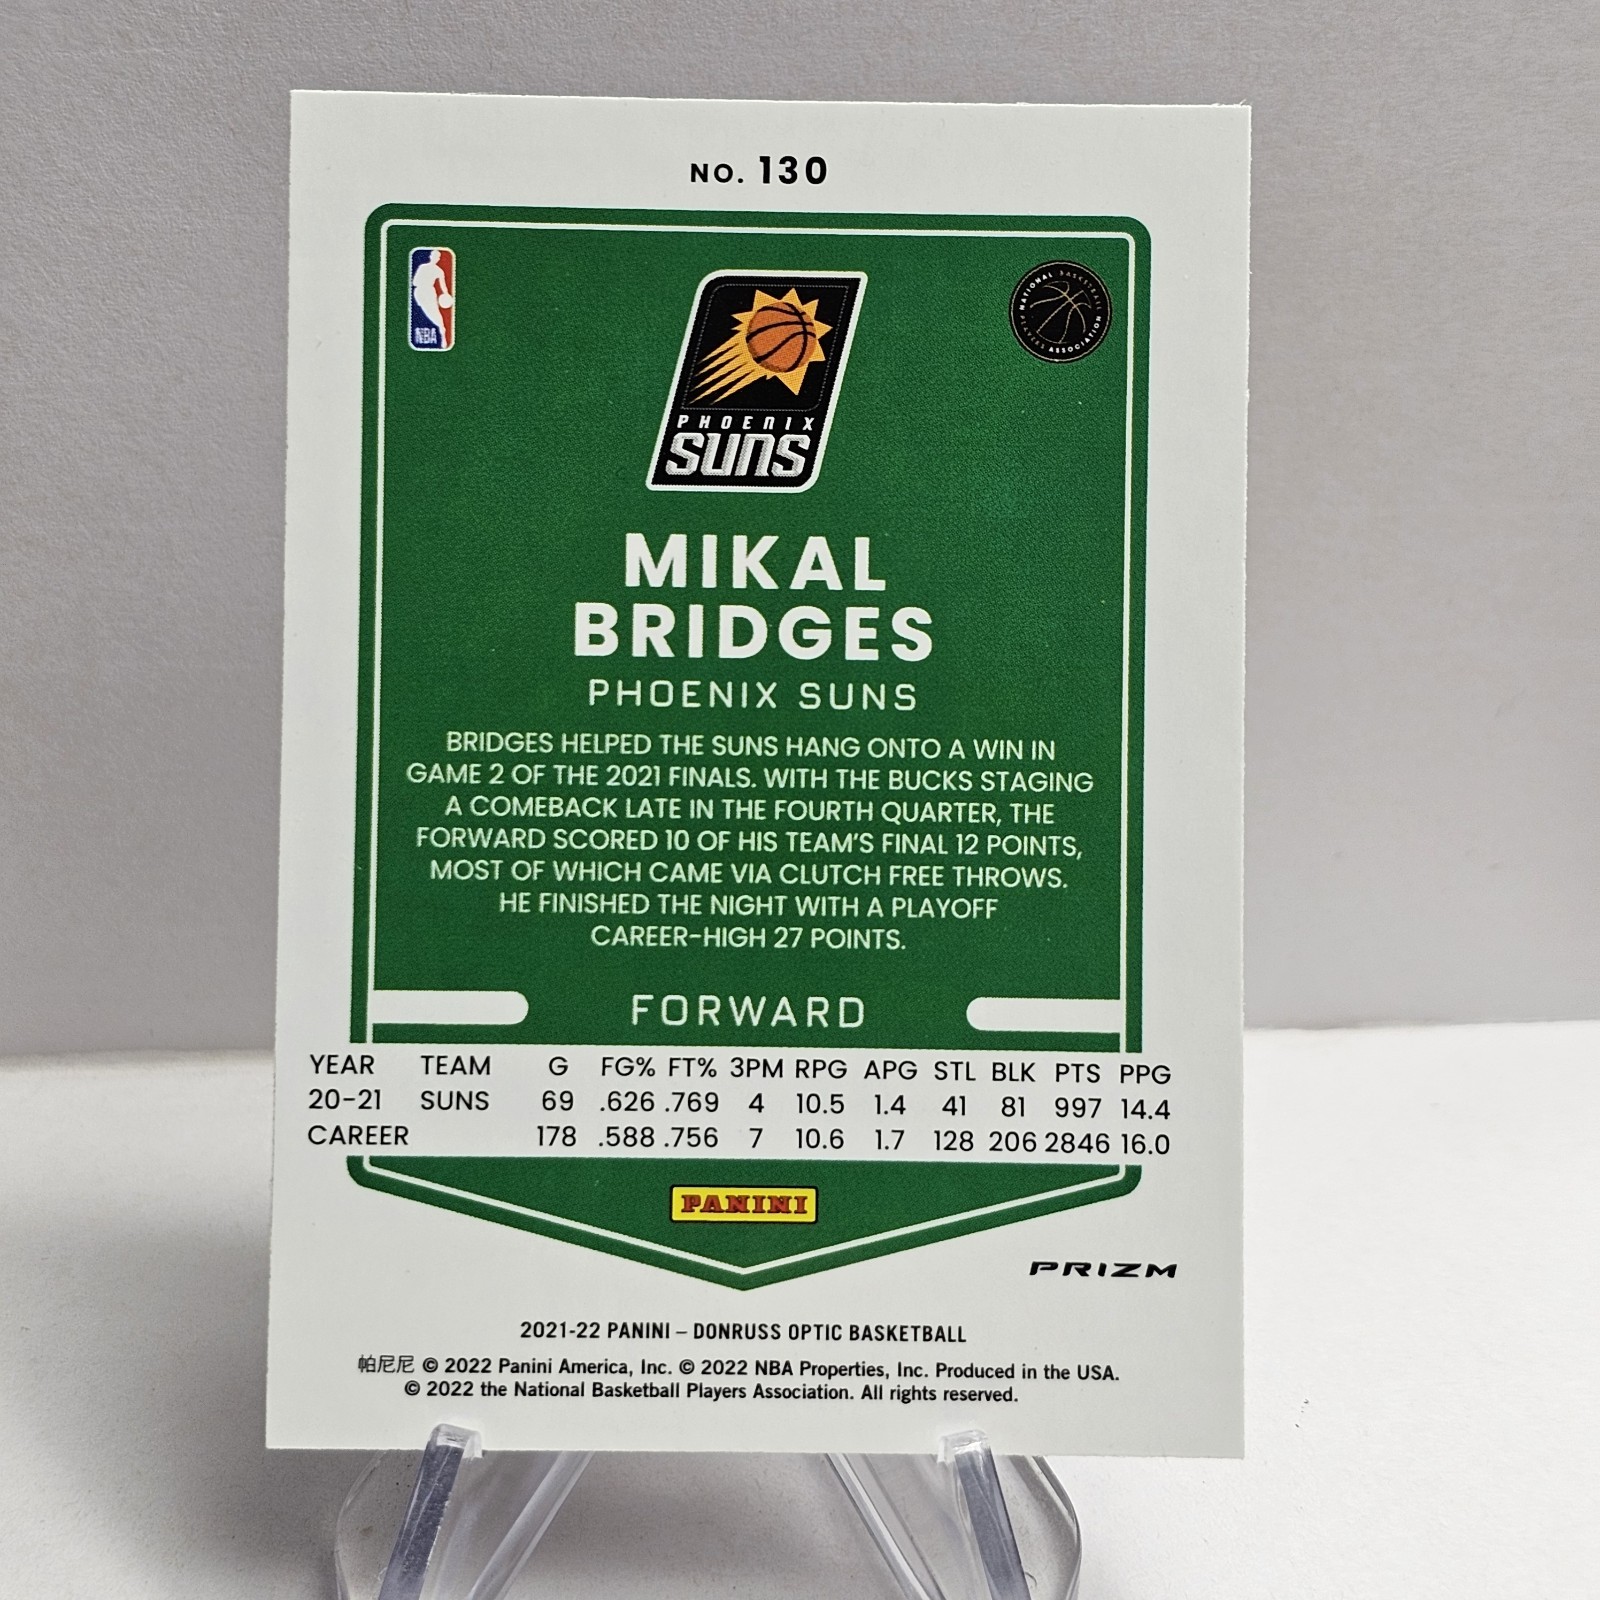 NO. 130
NBA
NATIONAL BASKETBALL PLAYERS ASSOCIATION
PHOENIX
SUNS
MIKAL
BRIDGES
PHOENIX SUNS
BRIDGES HELPED THE SUNS HANG ONTO A WIN IN
GAME 2 OF THE 2021 FINALS. WITH THE BUCKS STAGING
A COMEBACK LATE IN THE FOURTH QUARTER, THE
FORWARD SCORED 10 OF HIS TEAM'S FINAL 12 POINTS,
MOST OF WHICH CAME VIA CLUTCH FREE THROWS.
HE FINISHED THE NIGHT WITH A PLAYOFF
CAREER-HIGH 27 POINTS.
FORWARD
YEAR TEAM G FG% FT% 3PM RPG APG STL BLK PTS PPG
20-21 SUNS 69 .626 .769 4 10.5 1.4 41 81 997 14.4
CAREER 178 .588 .756 7 10.6 1.7 128 206 2846 16.0
PANINI
PRIZM
2021-22 PANINI – DONRUSS OPTIC BASKETBALL
帕尼尼 © 2022 Panini America, Inc. © 2022 NBA Properties, Inc. Produced in the USA.
© 2022 the National Basketball Players Association. All rights reserved.